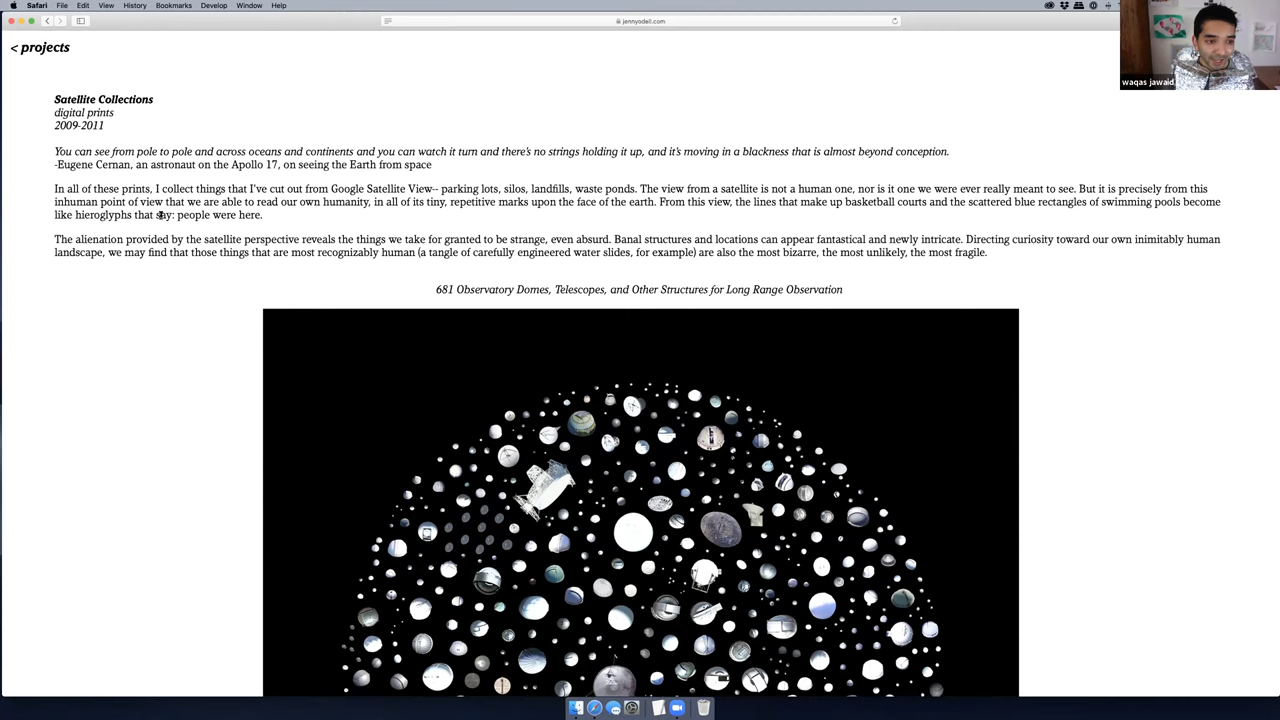 Safari File Edit View History Bookmarks Develop Window Help
jennyodell.com
< projects
waqas jawaid
Satellite Collections
digital prints
2009-2011
You can see from pole to pole and across oceans and continents and you can watch it turn and there's no strings holding it up, and it's moving in a blackness that is almost beyond conception.
-Eugene Cernan, an astronaut on the Apollo 17, on seeing the Earth from space
In all of these prints, I collect things that I've cut out from Google Satellite View-- parking lots, silos, landfills, waste ponds. The view from a satellite is not a human one, nor is it one we were ever really meant to see. But it is precisely from this
inhuman point of view that we are able to read our own humanity, in all of its tiny, repetitive marks upon the face of the earth. From this view, the lines that make up basketball courts and the scattered blue rectangles of swimming pools become
like hieroglyphs that say: people were here.
The alienation provided by the satellite perspective reveals the things we take for granted to be strange, even absurd. Banal structures and locations can appear fantastical and newly intricate. Directing curiosity toward our own inimitably human
landscape, we may find that those things that are most recognizably human (a tangle of carefully engineered water slides, for example) are also the most bizarre, the most unlikely, the most fragile.
681 Observatory Domes, Telescopes, and Other Structures for Long Range Observation